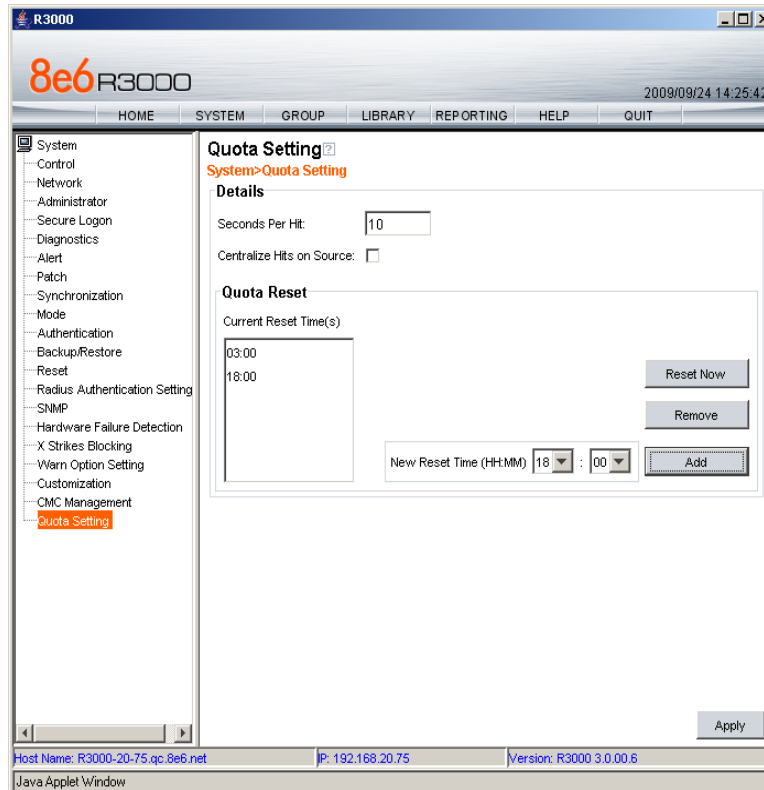 R3000
8e6 R3000
2009/09/24 14:25:42
HOME SYSTEM GROUP LIBRARY REPORTING HELP QUIT
System
Control
Network
Administrator
Secure Logon
Diagnostics
Alert
Patch
Synchronization
Mode
Authentication
Backup/Restore
Reset
Radius Authentication Setting
SNMP
Hardware Failure Detection
X Strikes Blocking
Warn Option Setting
Customization
CMC Management
Quota Setting
Quota Setting ?
System>Quota Setting
Details
Seconds Per Hit: 10
Centralize Hits on Source:
Quota Reset
Current Reset Time(s)
03:00
18:00
Reset Now
Remove
New Reset Time (HH:MM) 18 : 00 Add
Apply
Host Name: R3000-20-75.qc.8e6.net IP: 192.168.20.75 Version: R3000 3.0.00.6
Java Applet Window